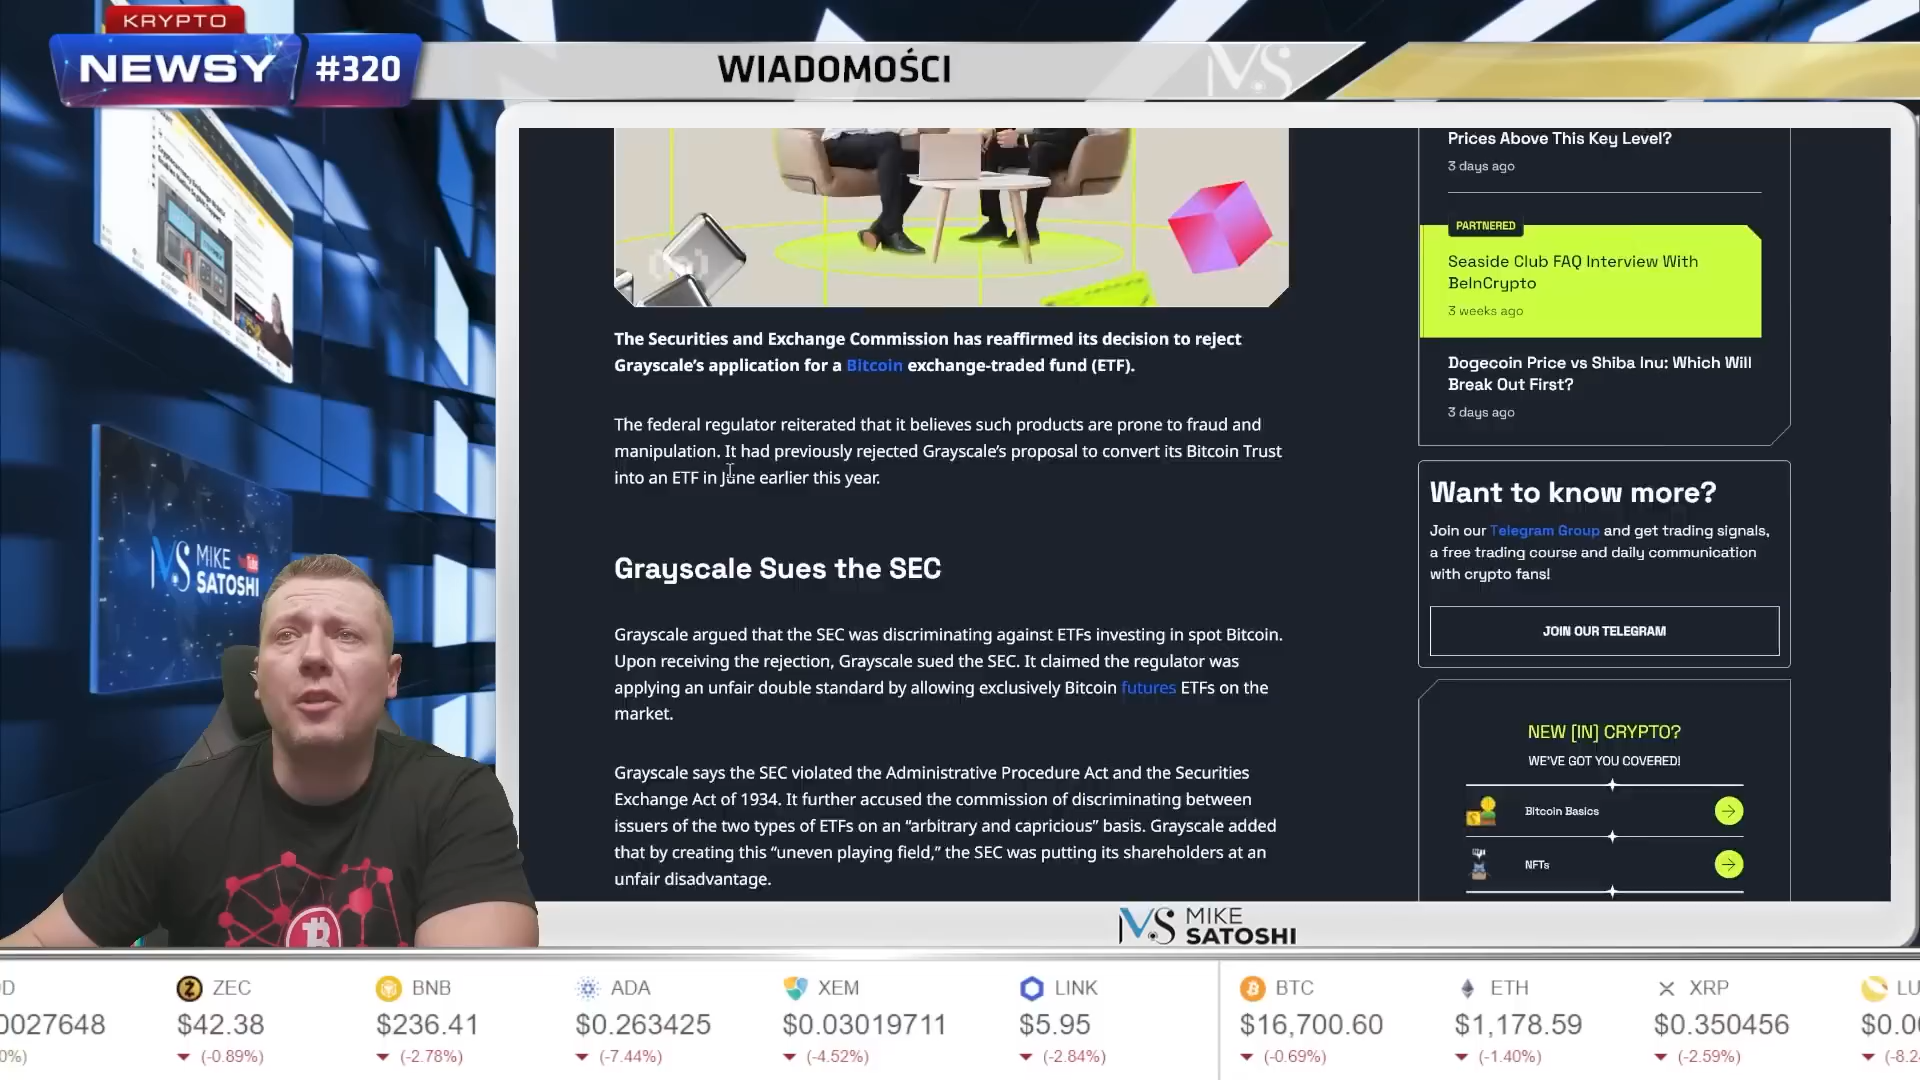 KRYPTO
NEWSY #320
WIADOMOŚCI
MS
Prices Above This Key Level?
3 days ago
PARTNERED
Seaside Club FAQ Interview With
BeInCrypto
3 weeks ago
Dogecoin Price vs Shiba Inu: Which Will
Break Out First?
3 days ago
The Securities and Exchange Commission has reaffirmed its decision to reject
Grayscale's application for a Bitcoin exchange-traded fund (ETF).
The federal regulator reiterated that it believes such products are prone to fraud and
manipulation. It had previously rejected Grayscale's proposal to convert its Bitcoin Trust
into an ETF in June earlier this year.
Grayscale Sues the SEC
Grayscale argued that the SEC was discriminating against ETFs investing in spot Bitcoin.
Upon receiving the rejection, Grayscale sued the SEC. It claimed the regulator was
applying an unfair double standard by allowing exclusively Bitcoin futures ETFs on the
market.
Grayscale says the SEC violated the Administrative Procedure Act and the Securities
Exchange Act of 1934. It further accused the commission of discriminating between
issuers of the two types of ETFs on an “arbitrary and capricious” basis. Grayscale added
that by creating this “uneven playing field,” the SEC was putting its shareholders at an
unfair disadvantage.
Want to know more?
Join our Telegram Group and get trading signals,
a free trading course and daily communication
with crypto fans!
JOIN OUR TELEGRAM
NEW [IN] CRYPTO?
WE'VE GOT YOU COVERED!
Bitcoin Basics
NFTs
MS MIKE
SATOSHI
MS MIKE
SATOSHI
D ZEC BNB ADA XEM LINK BTC ETH XRP LU
0027648 $42.38 $236.41 $0.263425 $0.03019711 $5.95 $16,700.60 $1,178.59 $0.350456 $0.00
0%) (-0.89%) (-2.78%) (-7.44%) (-4.52%) (-2.84%) (-0.69%) (-1.40%) (-2.59%) (-8.2